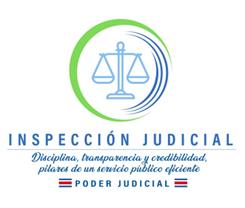 INSPECCIÓN JUDICIAL
Disciplina, transparencia y credibilidad,
pilares de un servicio público eficiente
PODER JUDICIAL